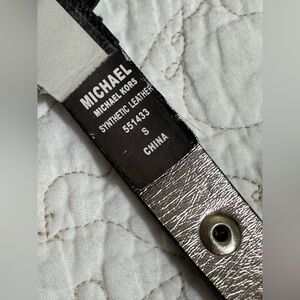 MICHAEL
MICHAEL KORS
SYNTHETIC LEATHER
551433
S
CHINA